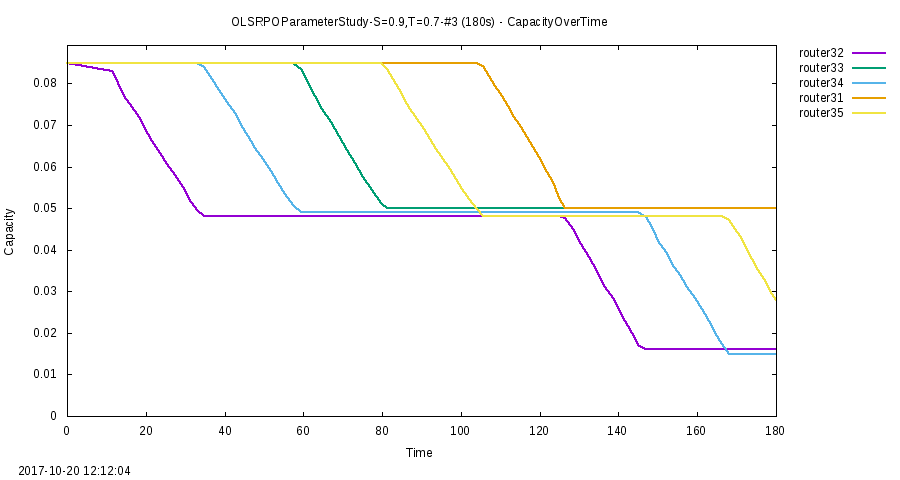 OLSRPOParameterStudy-S=0.9,T=0.7-#3 (180s) - CapacityOverTime
router32
router33
router34
router31
router35
0.08
0.07
0.06
0.05
0.04
0.03
0.02
0.01
0
Capacity
0 20 40 60 80 100 120 140 160 180
Time
2017-10-20 12:12:04